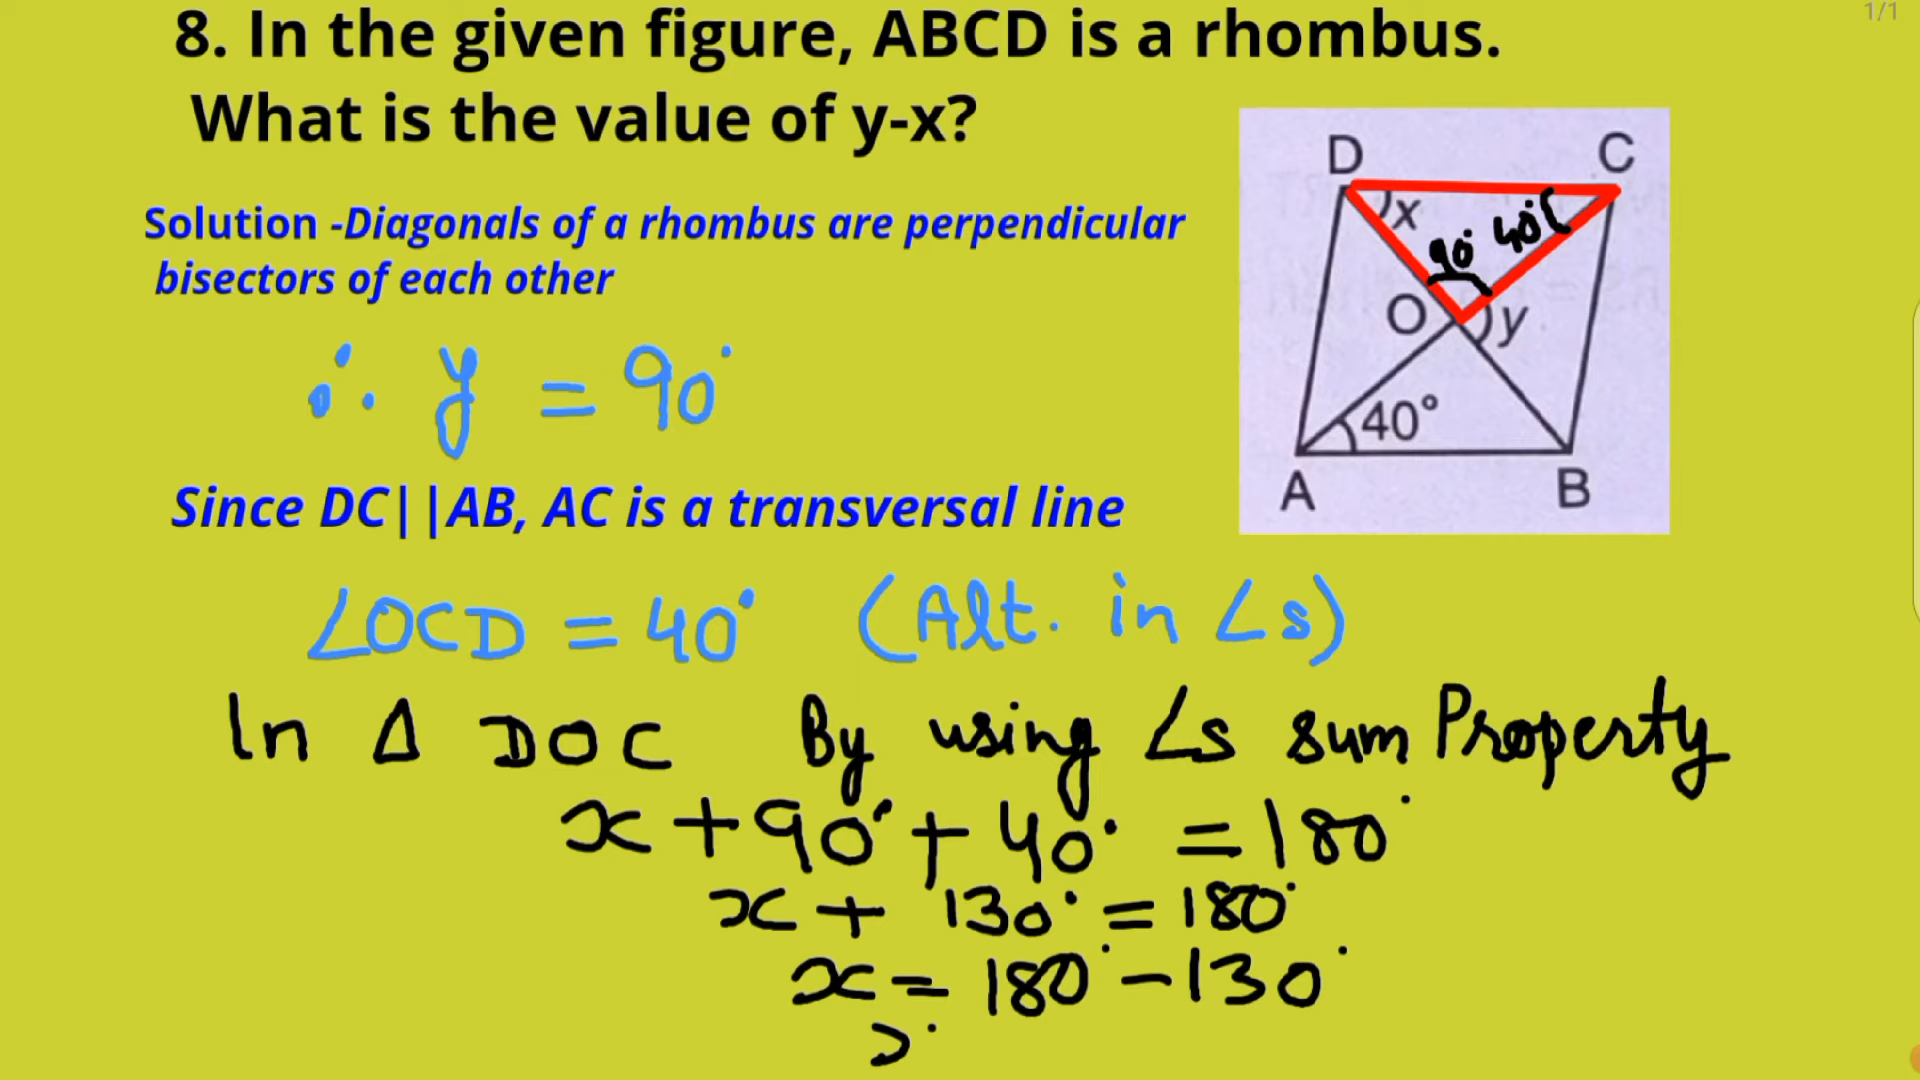 1/1
8. In the given figure, ABCD is a rhombus.
What is the value of y-x?
Solution -Diagonals of a rhombus are perpendicular
bisectors of each other
∴ y = 90°
Since DC||AB, AC is a transversal line
∠OCD = 40° (Alt. in ∠s)
In Δ DOC By using ∠s sum Property
x + 90° + 40° = 180°
x + 130° = 180°
x = 180° - 130°
D C
x 90° 40°
O y
40°
A B